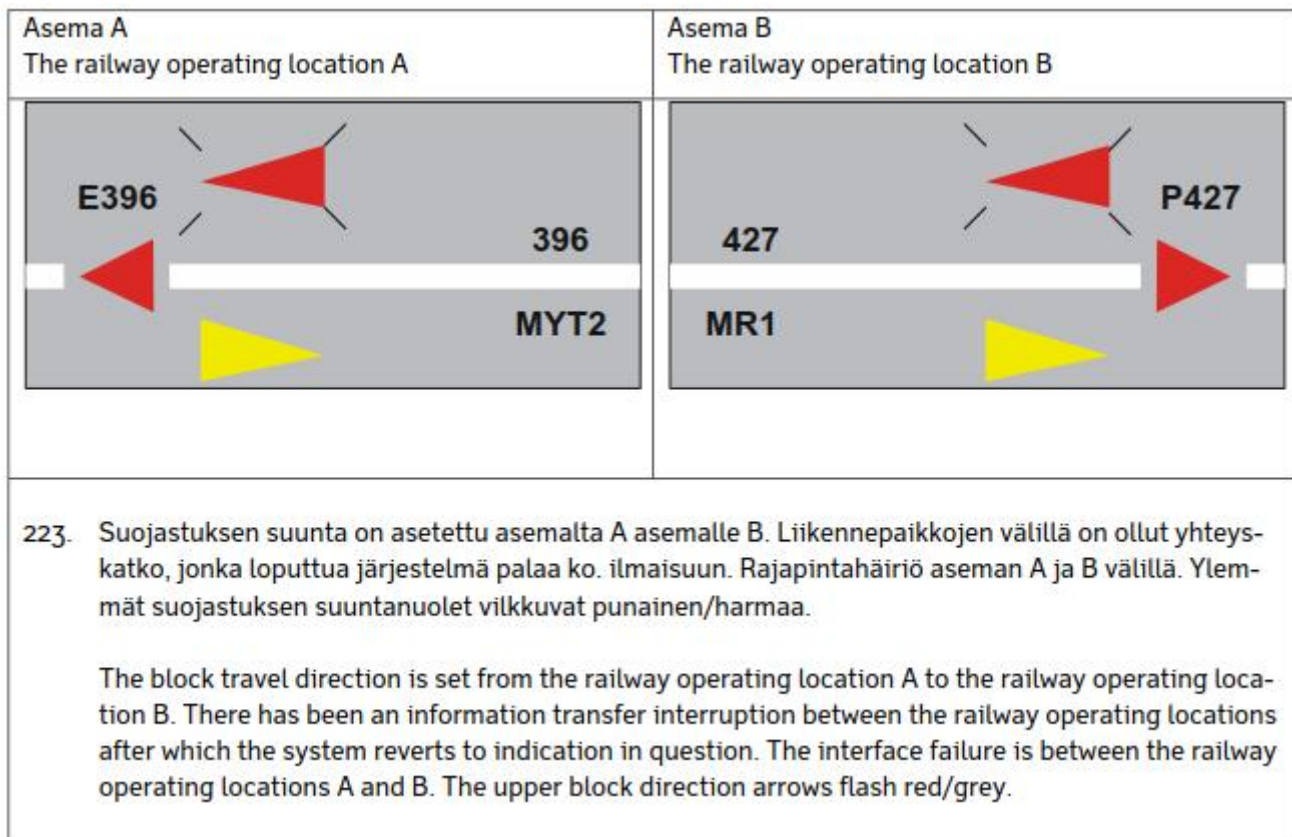 Asema A
The railway operating location A
Asema B
The railway operating location B
E396
396
MYT2
P427
427
MR1
223. Suojastuksen suunta on asetettu asemalta A asemalle B. Liikennepaikkojen välillä on ollut yhteys-
katko, jonka loputtua järjestelmä palaa ko. ilmaisuun. Rajapintahäiriö aseman A ja B välillä. Ylem-
mät suojastuksen suuntanuolet vilkkuvat punainen/harmaa.
The block travel direction is set from the railway operating location A to the railway operating loca-
tion B. There has been an information transfer interruption between the railway operating locations
after which the system reverts to indication in question. The interface failure is between the railway
operating locations A and B. The upper block direction arrows flash red/grey.